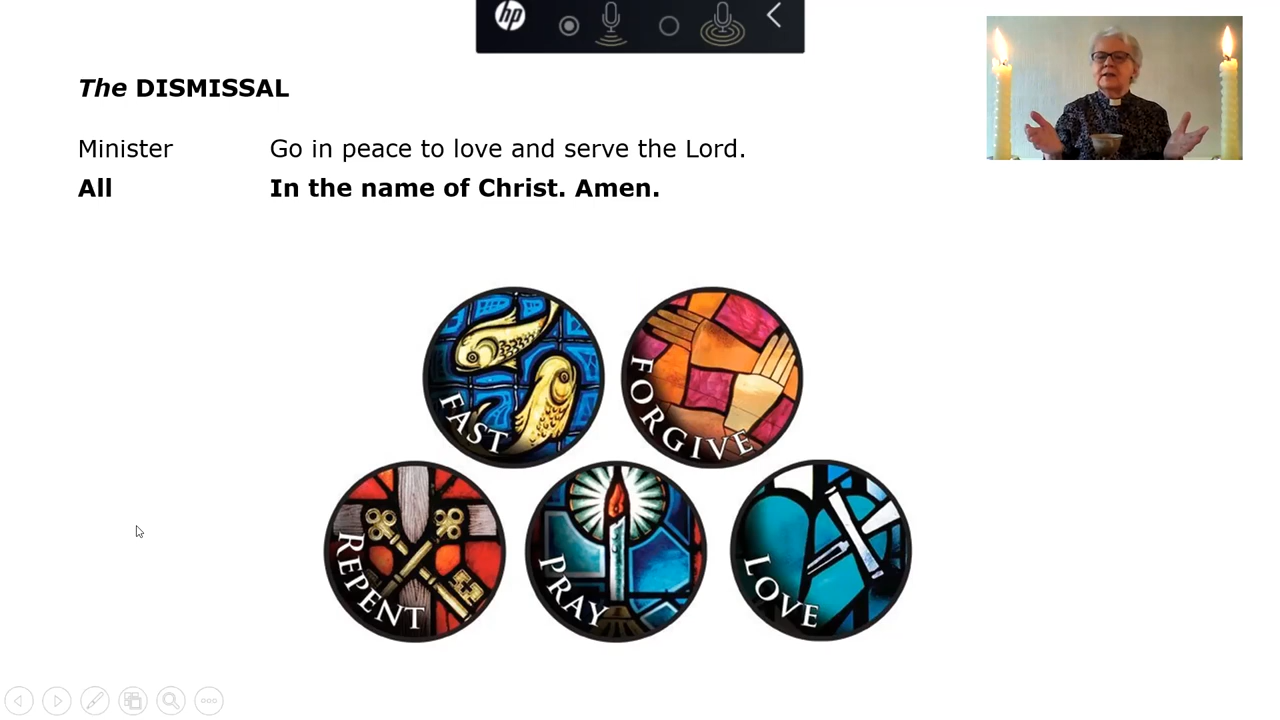 hp
The DISMISSAL
Minister Go in peace to love and serve the Lord.
All In the name of Christ. Amen.
FAST
FORGIVE
REPENT
PRAY
LOVE